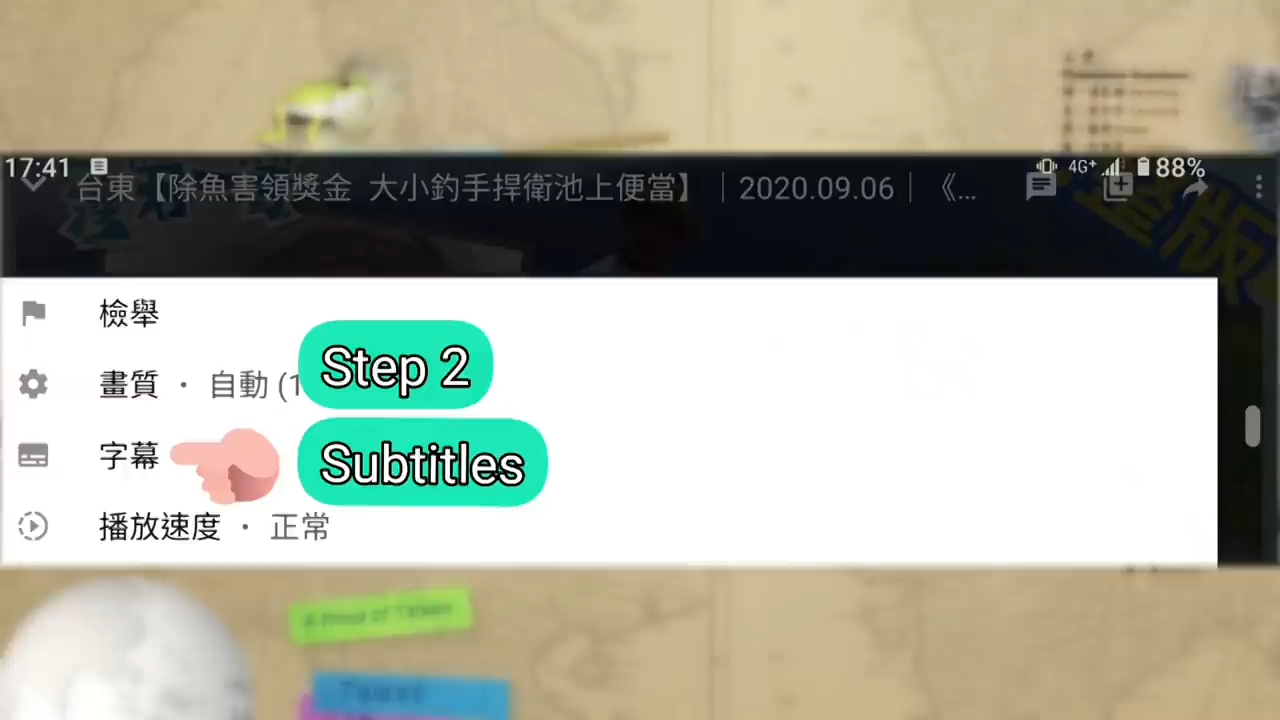 17:41
4G+
88%
台東【除魚害領獎金 大小釣手捍衛池上便當】｜2020.09.06｜《...
檢舉
畫質 · 自動 (1
Step 2
字幕
Subtitles
播放速度 · 正常